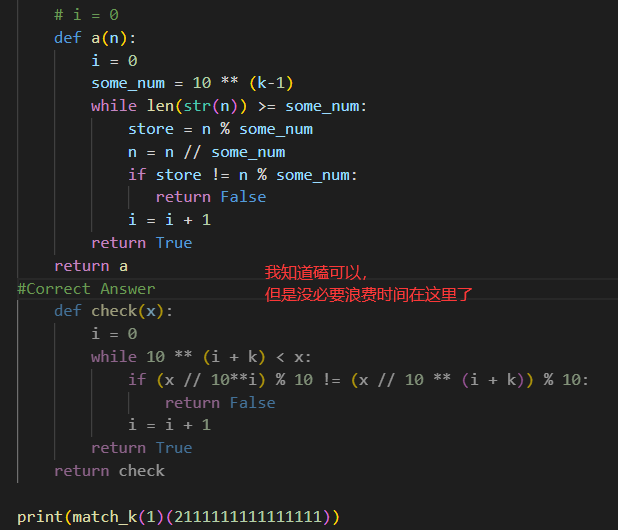 # i = 0
def a(n):
i = 0
some_num = 10 ** (k-1)
while len(str(n)) >= some_num:
store = n % some_num
n = n // some_num
if store != n % some_num:
return False
i = i + 1
return True
return a
我知道磕可以，
但是没必要浪费时间在这里了
#Correct Answer
def check(x):
i = 0
while 10 ** (i + k) < x:
if (x // 10**i) % 10 != (x // 10 ** (i + k)) % 10:
return False
i = i + 1
return True
return check
print(match_k(1)(2111111111111111))